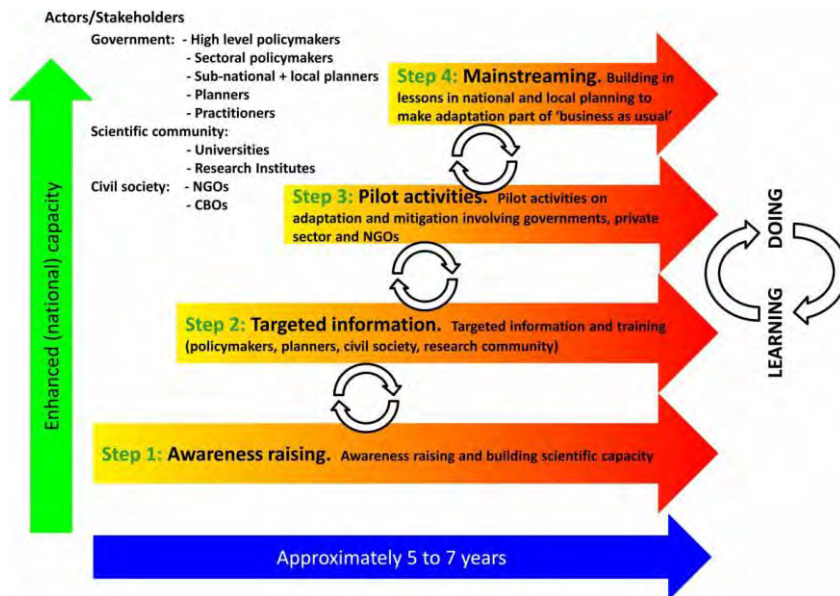 Actors/Stakeholders
Government: - High level policymakers
- Sectoral policymakers
- Sub-national + local planners
- Planners
- Practitioners
Scientific community:
- Universities
- Research Institutes
Civil society: - NGOs
- CBOs
Step 4: Mainstreaming. Building in
lessons in national and local planning to
make adaptation part of ‘business as usual’
Step 3: Pilot activities. Pilot activities on
adaptation and mitigation involving governments, private
sector and NGOs
Step 2: Targeted information. Targeted information and training
(policymakers, planners, civil society, research community)
Step 1: Awareness raising. Awareness raising and building scientific capacity
Enhanced (national) capacity
DOING
LEARNING
Approximately 5 to 7 years